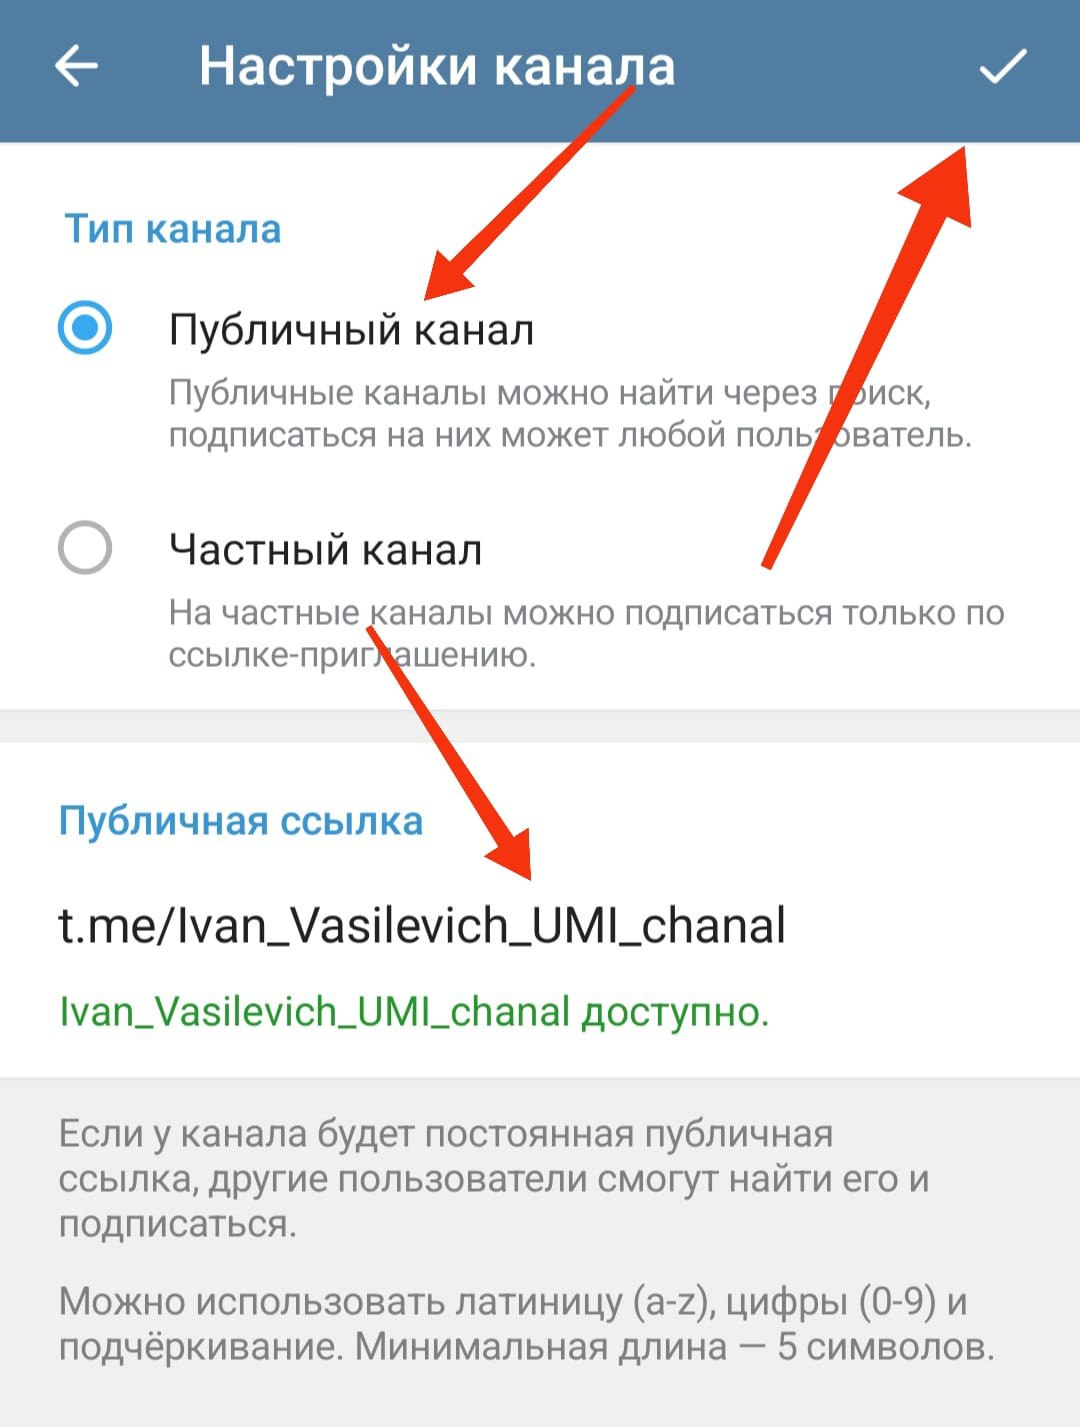 Настройки канала
Тип канала
Публичный канал
Публичные каналы можно найти через поиск,
подписаться на них может любой пользователь.
Частный канал
На частные каналы можно подписаться только по
ссылке-приглашению.
Публичная ссылка
t.me/Ivan_Vasilevich_UMI_chanal
Ivan_Vasilevich_UMI_chanal доступно.
Если у канала будет постоянная публичная
ссылка, другие пользователи смогут найти его и
подписаться.
Можно использовать латиницу (a-z), цифры (0-9) и
подчёркивание. Минимальная длина — 5 символов.